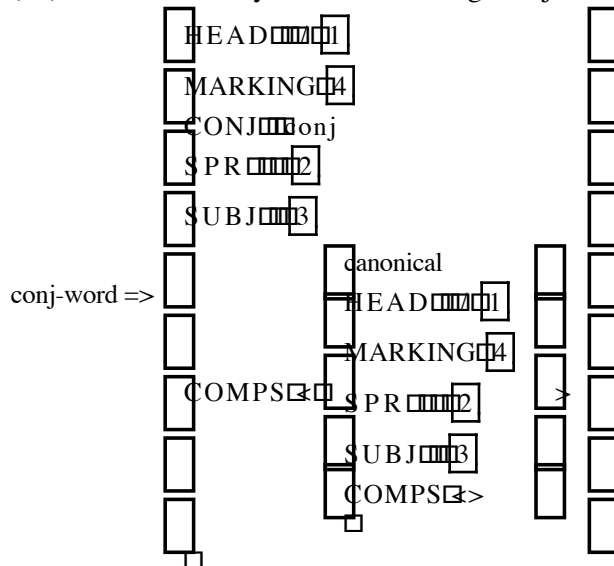 HEAD / 1
MARKING 4
CONJ conj
SPR 2
SUBJ 3
canonical
conj-word =>
HEAD / 1
MARKING 4
COMPS < >
SPR 2
SUBJ 3
COMPS <>